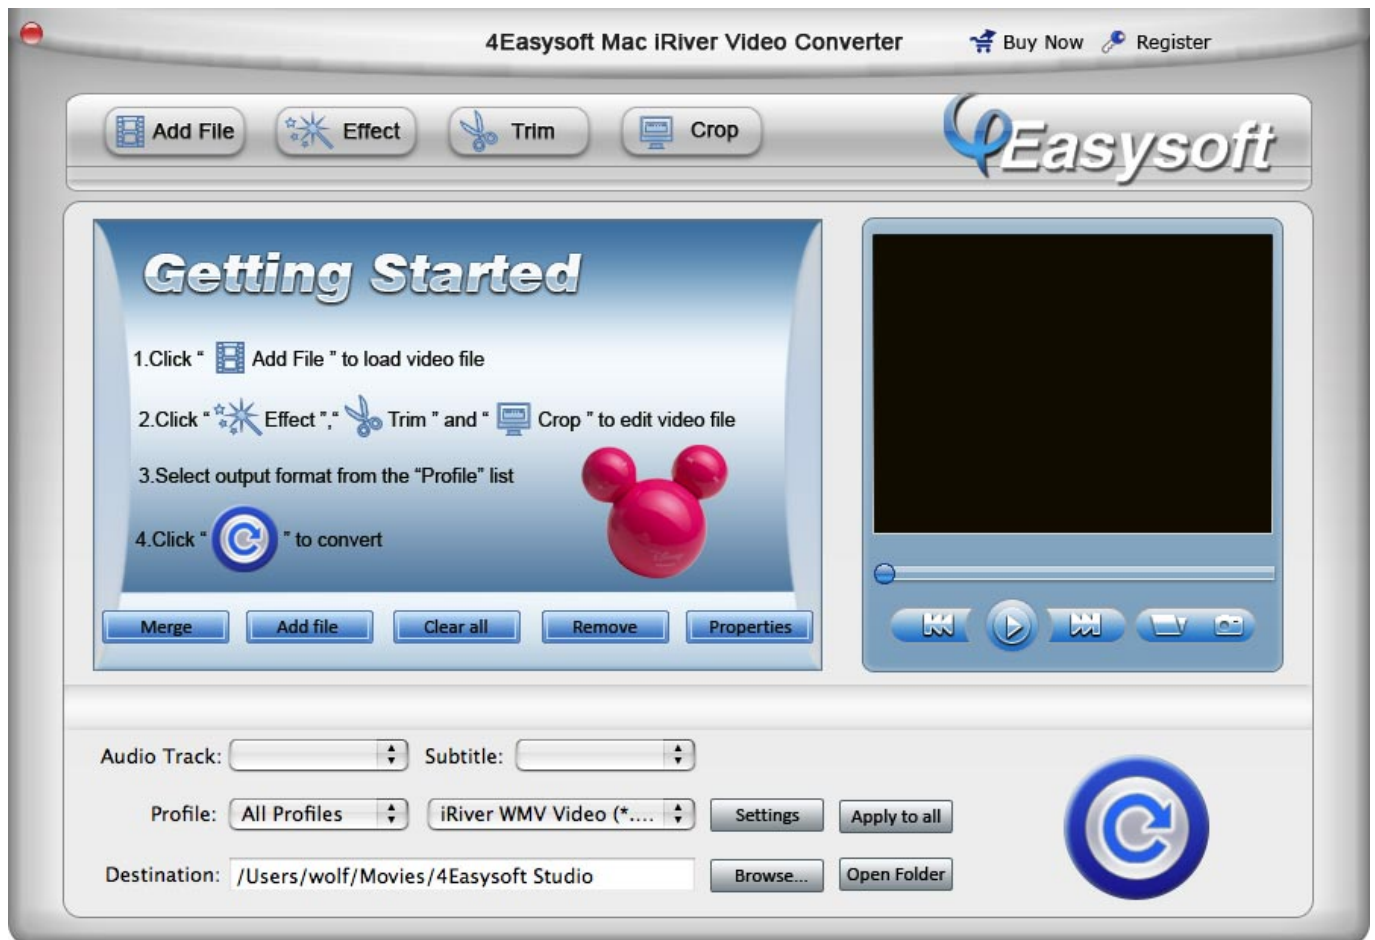 4Easysoft Mac iRiver Video Converter
Buy Now
Register
Add File
Effect
Trim
Crop
4Easysoft
Getting Started
1.Click “ Add File ” to load video file
2.Click “ Effect ”,“ Trim ” and “ Crop ” to edit video file
3.Select output format from the “Profile” list
4.Click “ ” to convert
Disney
Merge
Add file
Clear all
Remove
Properties
Audio Track:
Subtitle:
Profile:
All Profiles
iRiver WMV Video (*....
Settings
Apply to all
Destination:
/Users/wolf/Movies/4Easysoft Studio
Browse...
Open Folder